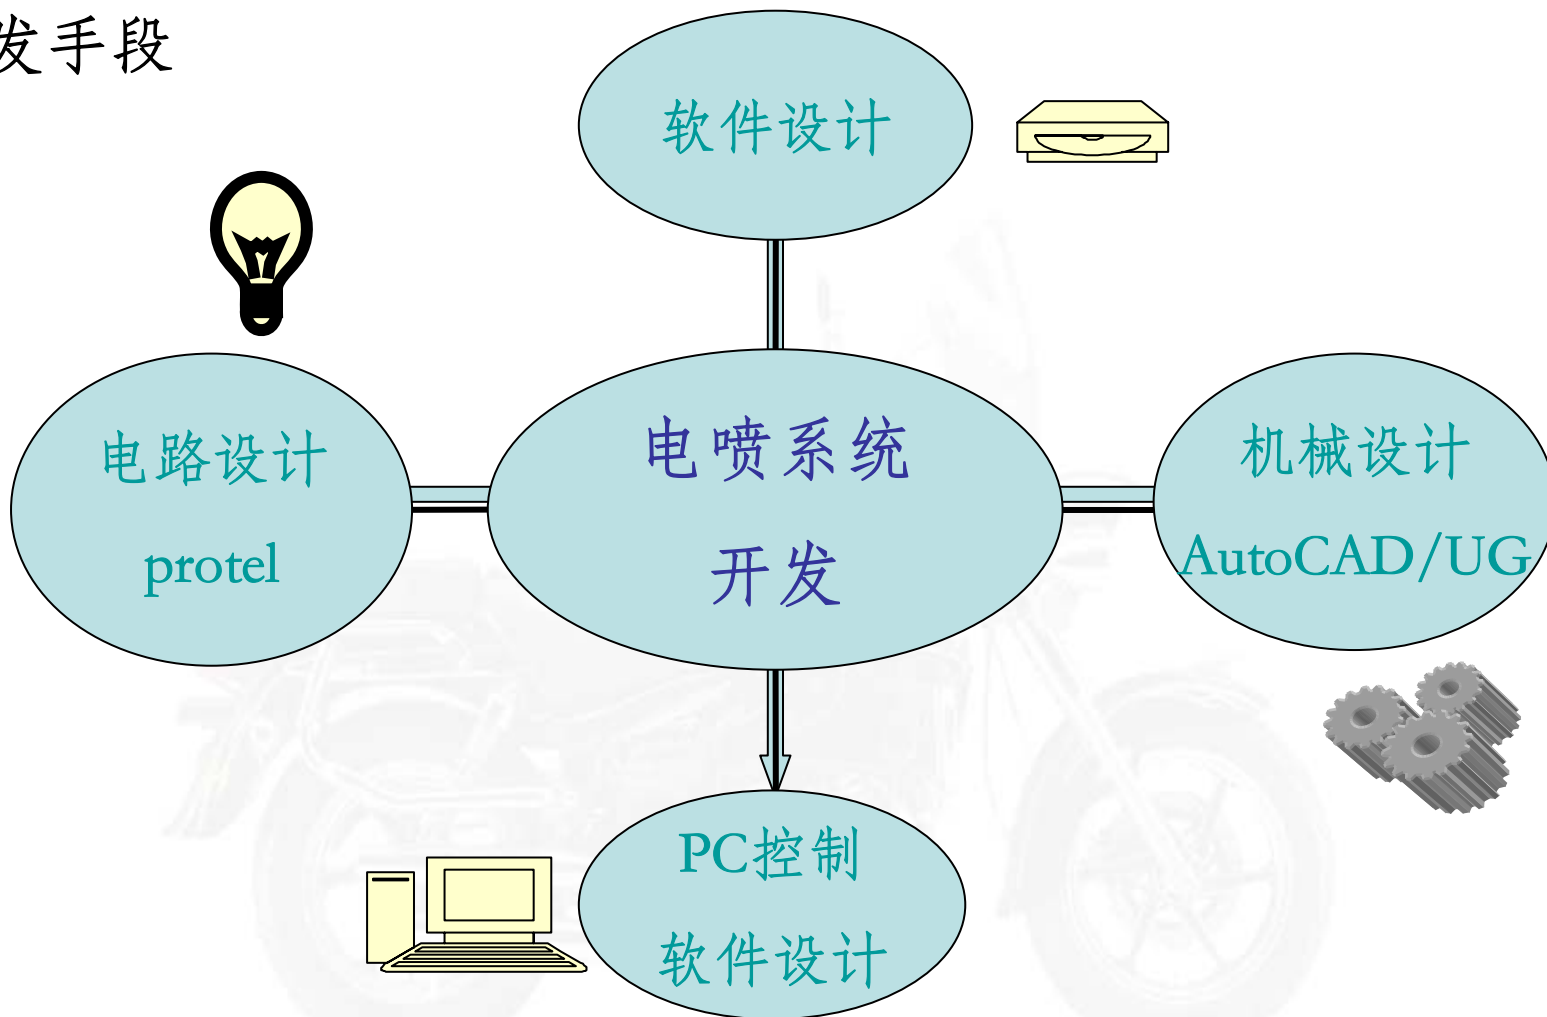 发手段
软件设计
电路设计
protel
电喷系统
开发
机械设计
AutoCAD/UG
PC控制
软件设计